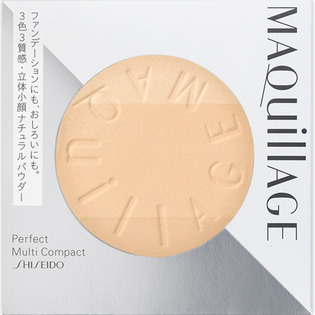 ファンデーションにも、おしろいにも。
3色3質感・立体小顔ナチュラルパウダー
MAQuillAGE
MAQuillAGE
Perfect
Multi Compact
SHISEIDO